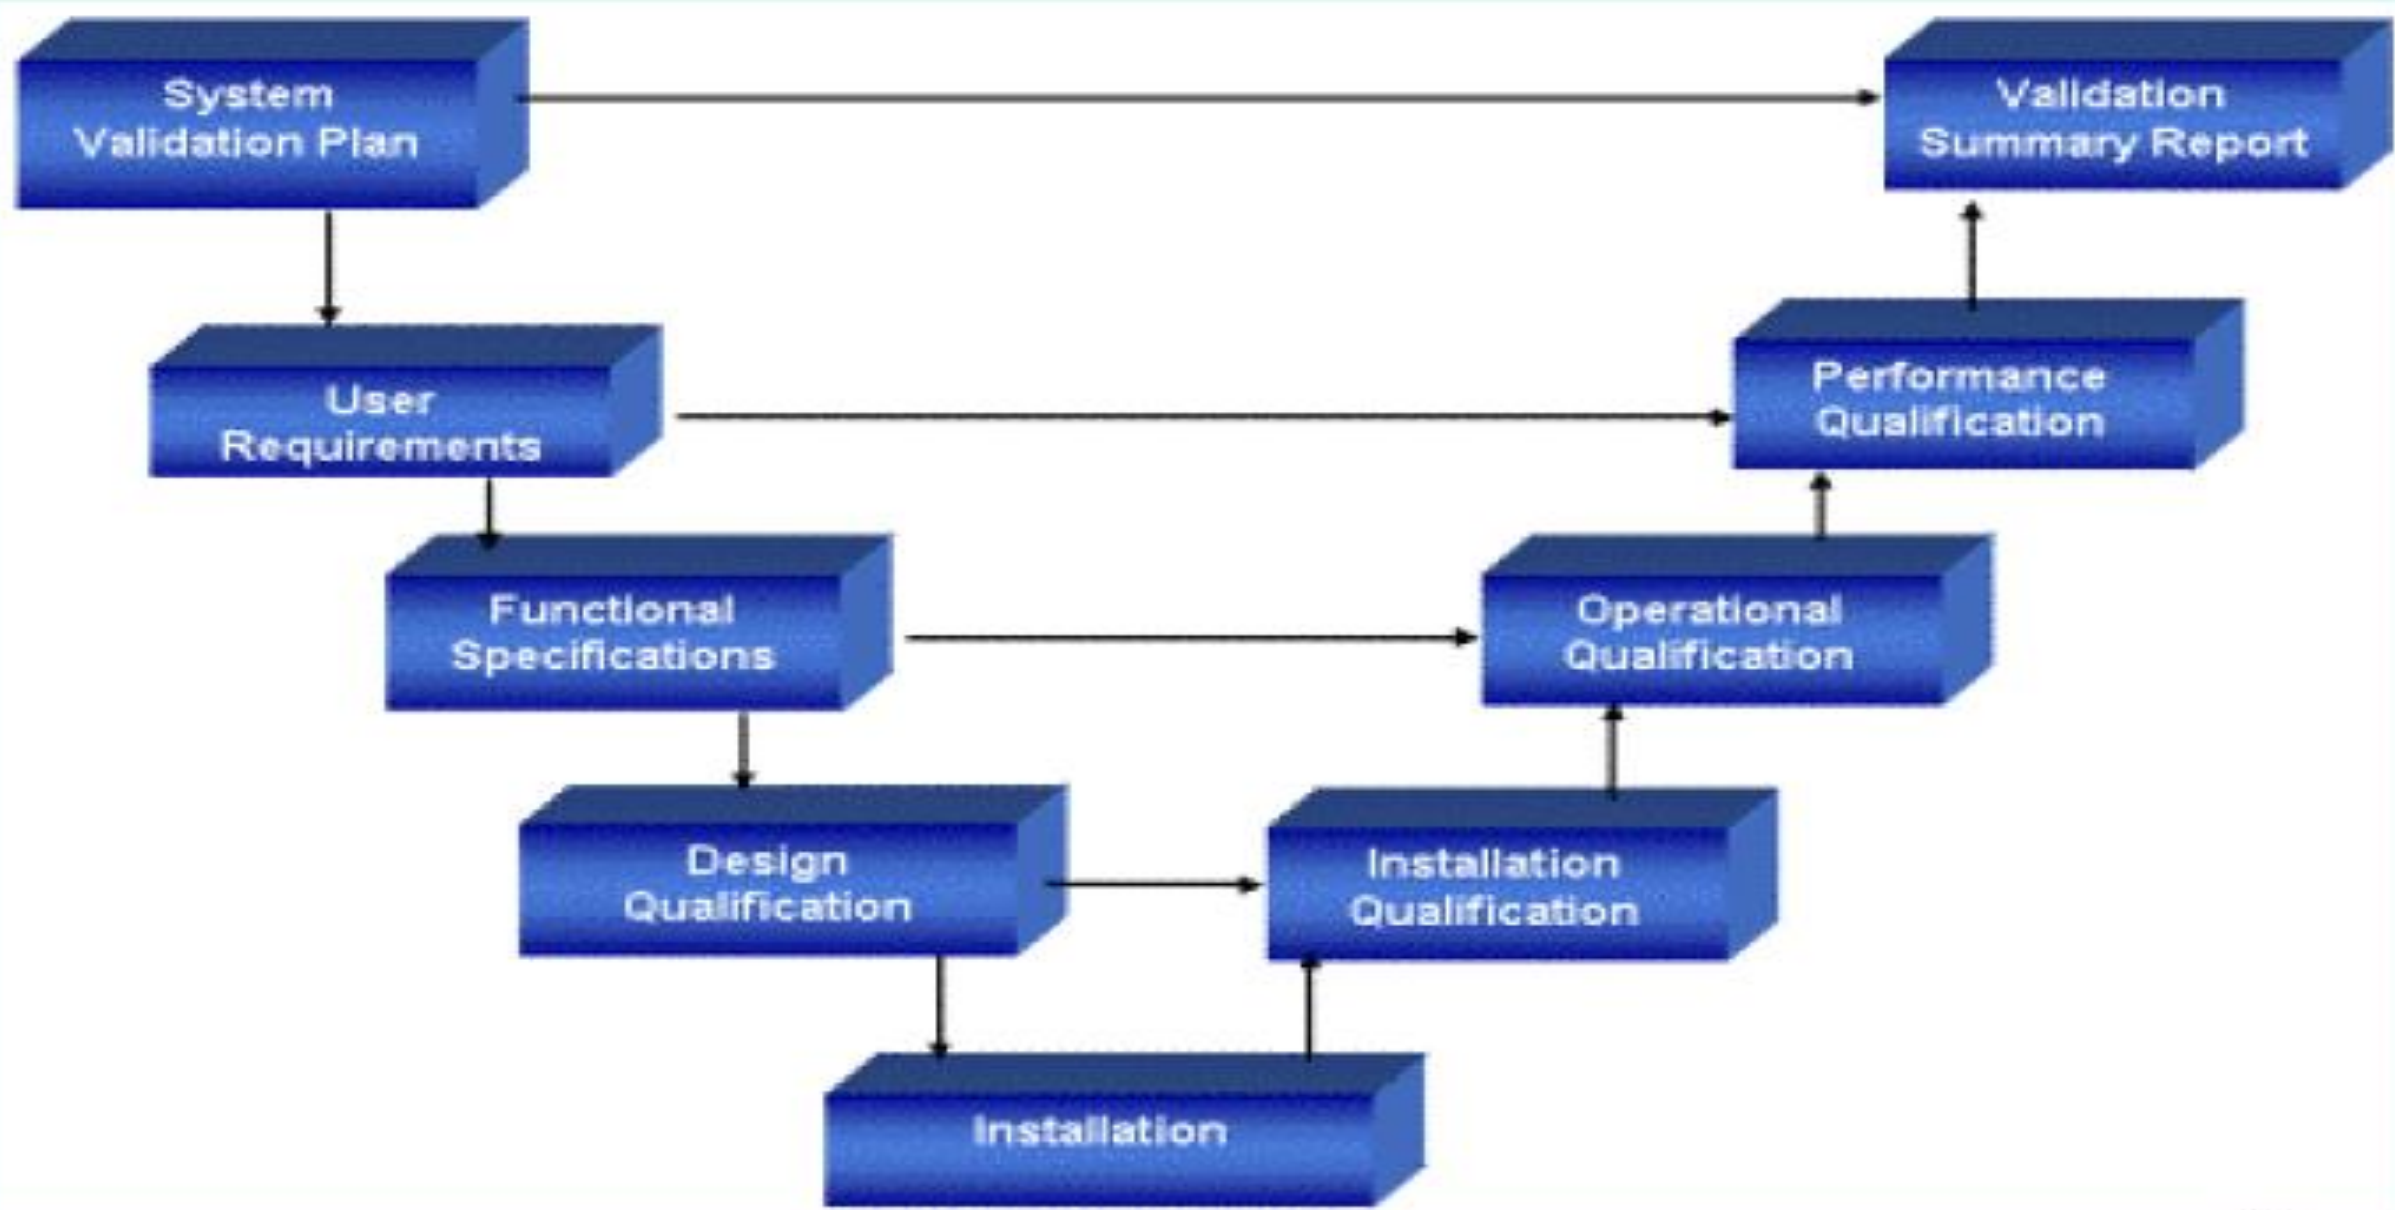 System
Validation Plan
Validation
Summary Report
User
Requirements
Performance
Qualification
Functional
Specifications
Operational
Qualification
Design
Qualification
Installation
Qualification
Installation